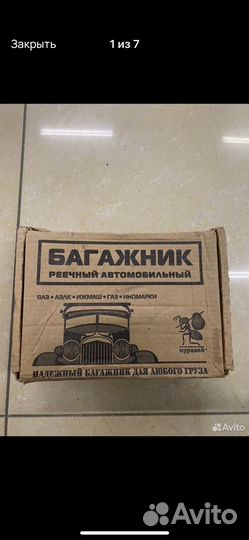 Закрыть
1 из 7
БАГАЖНИК
РЕЕЧНЫЙ АВТОМОБИЛЬНЫЙ
ВАЗ • АЗЛК • ИЖМАШ • ГАЗ • ИНОМАРКИ
муравей
НАДЕЖНЫЙ БАГАЖНИК ДЛЯ ЛЮБОГО ГРУЗА
Avito
Avito